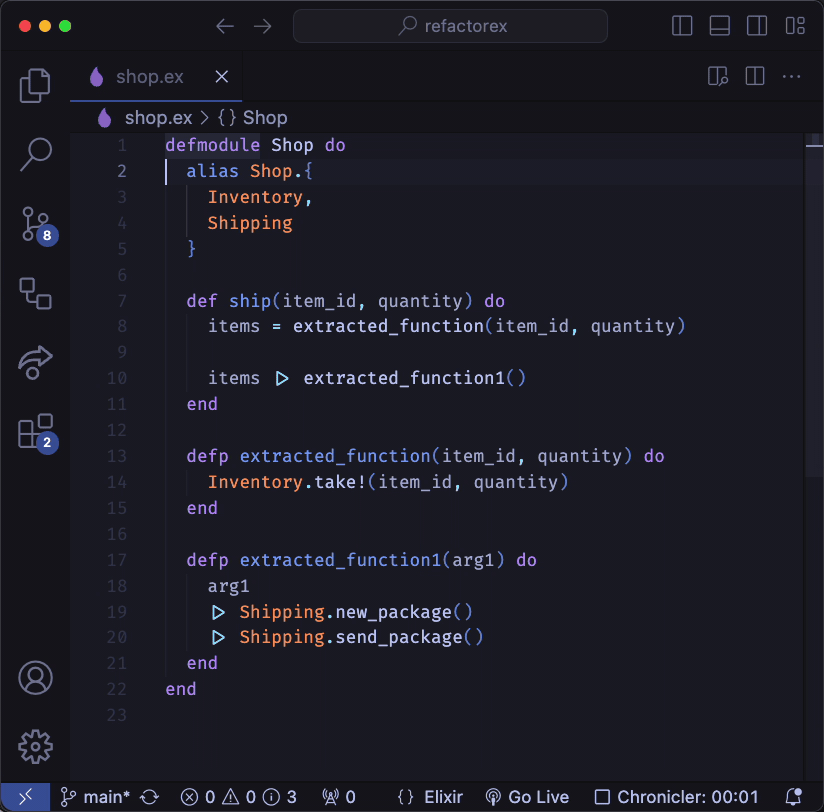 refactorex
shop.ex
shop.ex > {} Shop
1 defmodule Shop do
2   alias Shop.{
3     Inventory,
4     Shipping
5   }
6
7   def ship(item_id, quantity) do
8     items = extracted_function(item_id, quantity)
9
10     items |> extracted_function1()
11   end
12
13   defp extracted_function(item_id, quantity) do
14     Inventory.take!(item_id, quantity)
15   end
16
17   defp extracted_function1(arg1) do
18     arg1
19     |> Shipping.new_package()
20     |> Shipping.send_package()
21   end
22 end
23
8
2
main* 0 0 3 0 {} Elixir Go Live Chronicler: 00:01